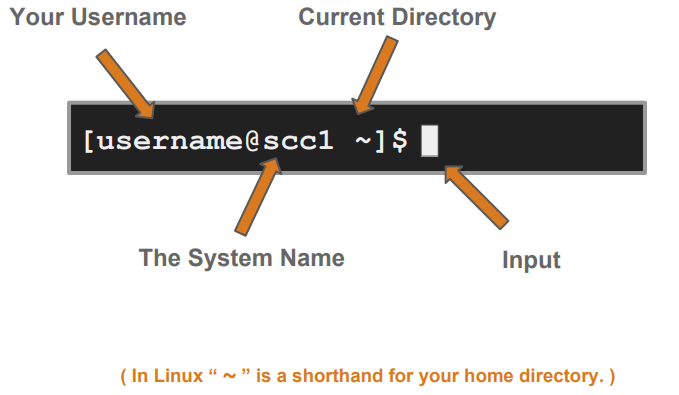 Your Username
Current Directory
[username@scc1 ~]$
The System Name
Input
( In Linux “ ~ ” is a shorthand for your home directory. )